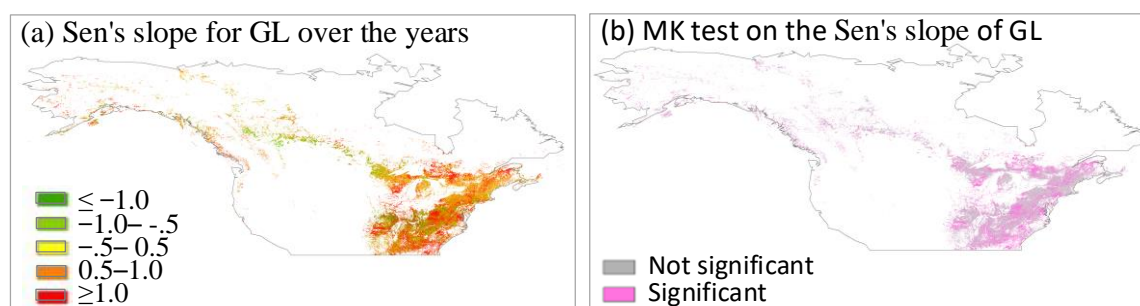 (a) Sen's slope for GL over the years
≤ −1.0
−1.0− -.5
−.5− 0.5
0.5−1.0
≥1.0
(b) MK test on the Sen's slope of GL
Not significant
Significant